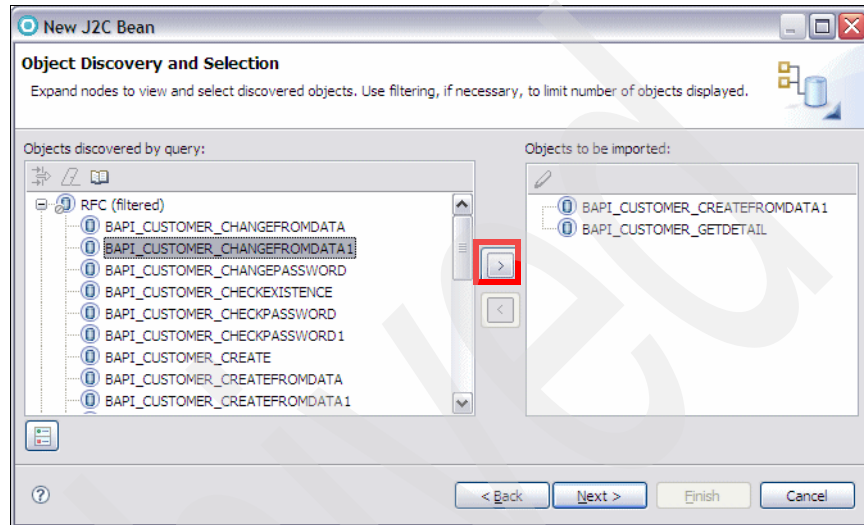 New J2C Bean
Object Discovery and Selection
Expand nodes to view and select discovered objects. Use filtering, if necessary, to limit number of objects displayed.
Objects discovered by query:
RFC (filtered)
BAPI_CUSTOMER_CHANGEFROMDATA
BAPI_CUSTOMER_CHANGEFROMDATA1
BAPI_CUSTOMER_CHANGEPASSWORD
BAPI_CUSTOMER_CHECKEXISTENCE
BAPI_CUSTOMER_CHECKPASSWORD
BAPI_CUSTOMER_CHECKPASSWORD1
BAPI_CUSTOMER_CREATE
BAPI_CUSTOMER_CREATEFROMDATA
BAPI_CUSTOMER_CREATEFROMDATA1
>
<
Objects to be imported:
BAPI_CUSTOMER_CREATEFROMDATA1
BAPI_CUSTOMER_GETDETAIL
? < Back Next > Finish Cancel